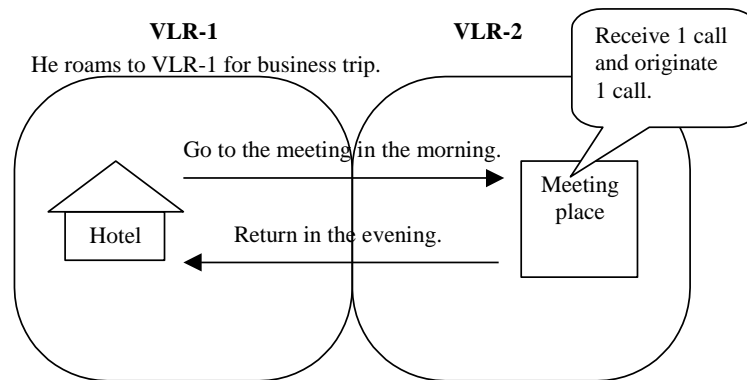 VLR-1
VLR-2
He roams to VLR-1 for business trip.
Receive 1 call
and originate
1 call.
Go to the meeting in the morning.
Hotel
Meeting
place
Return in the evening.